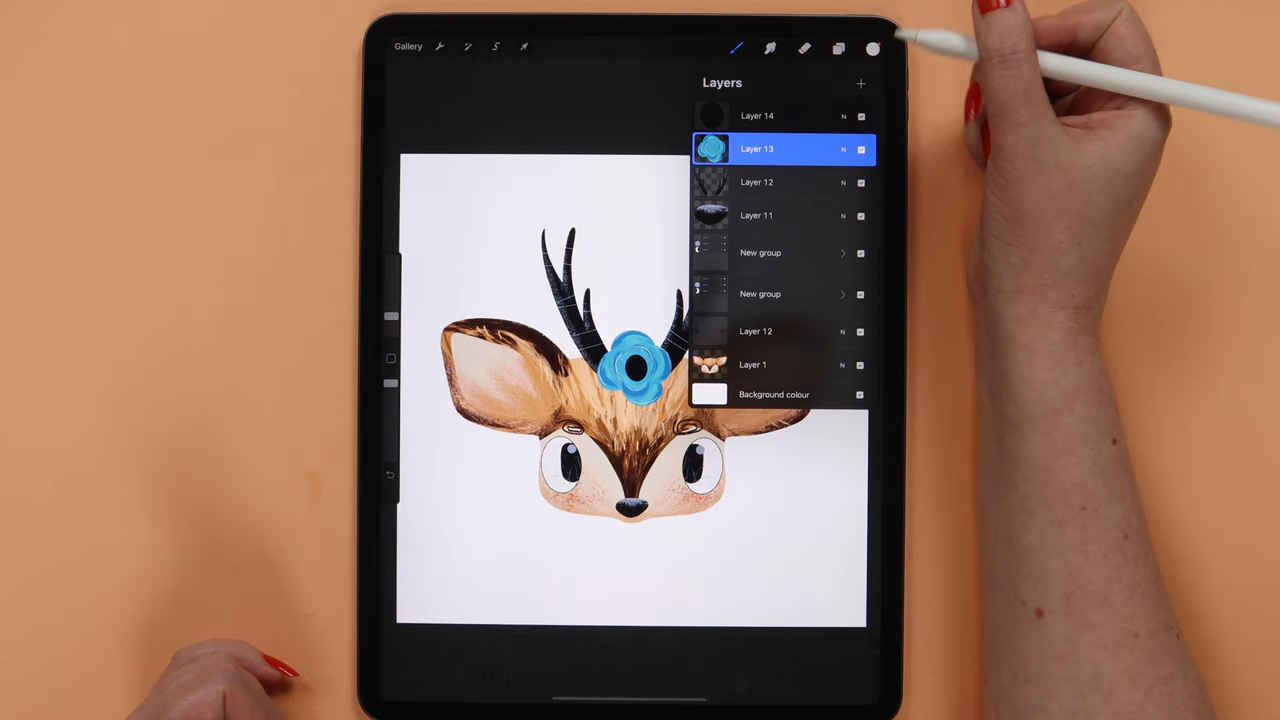 Gallery
Layers
Layer 14 N
Layer 13 N
Layer 12 N
Layer 11 N
New group
New group
Layer 12 N
Layer 1 N
Background colour